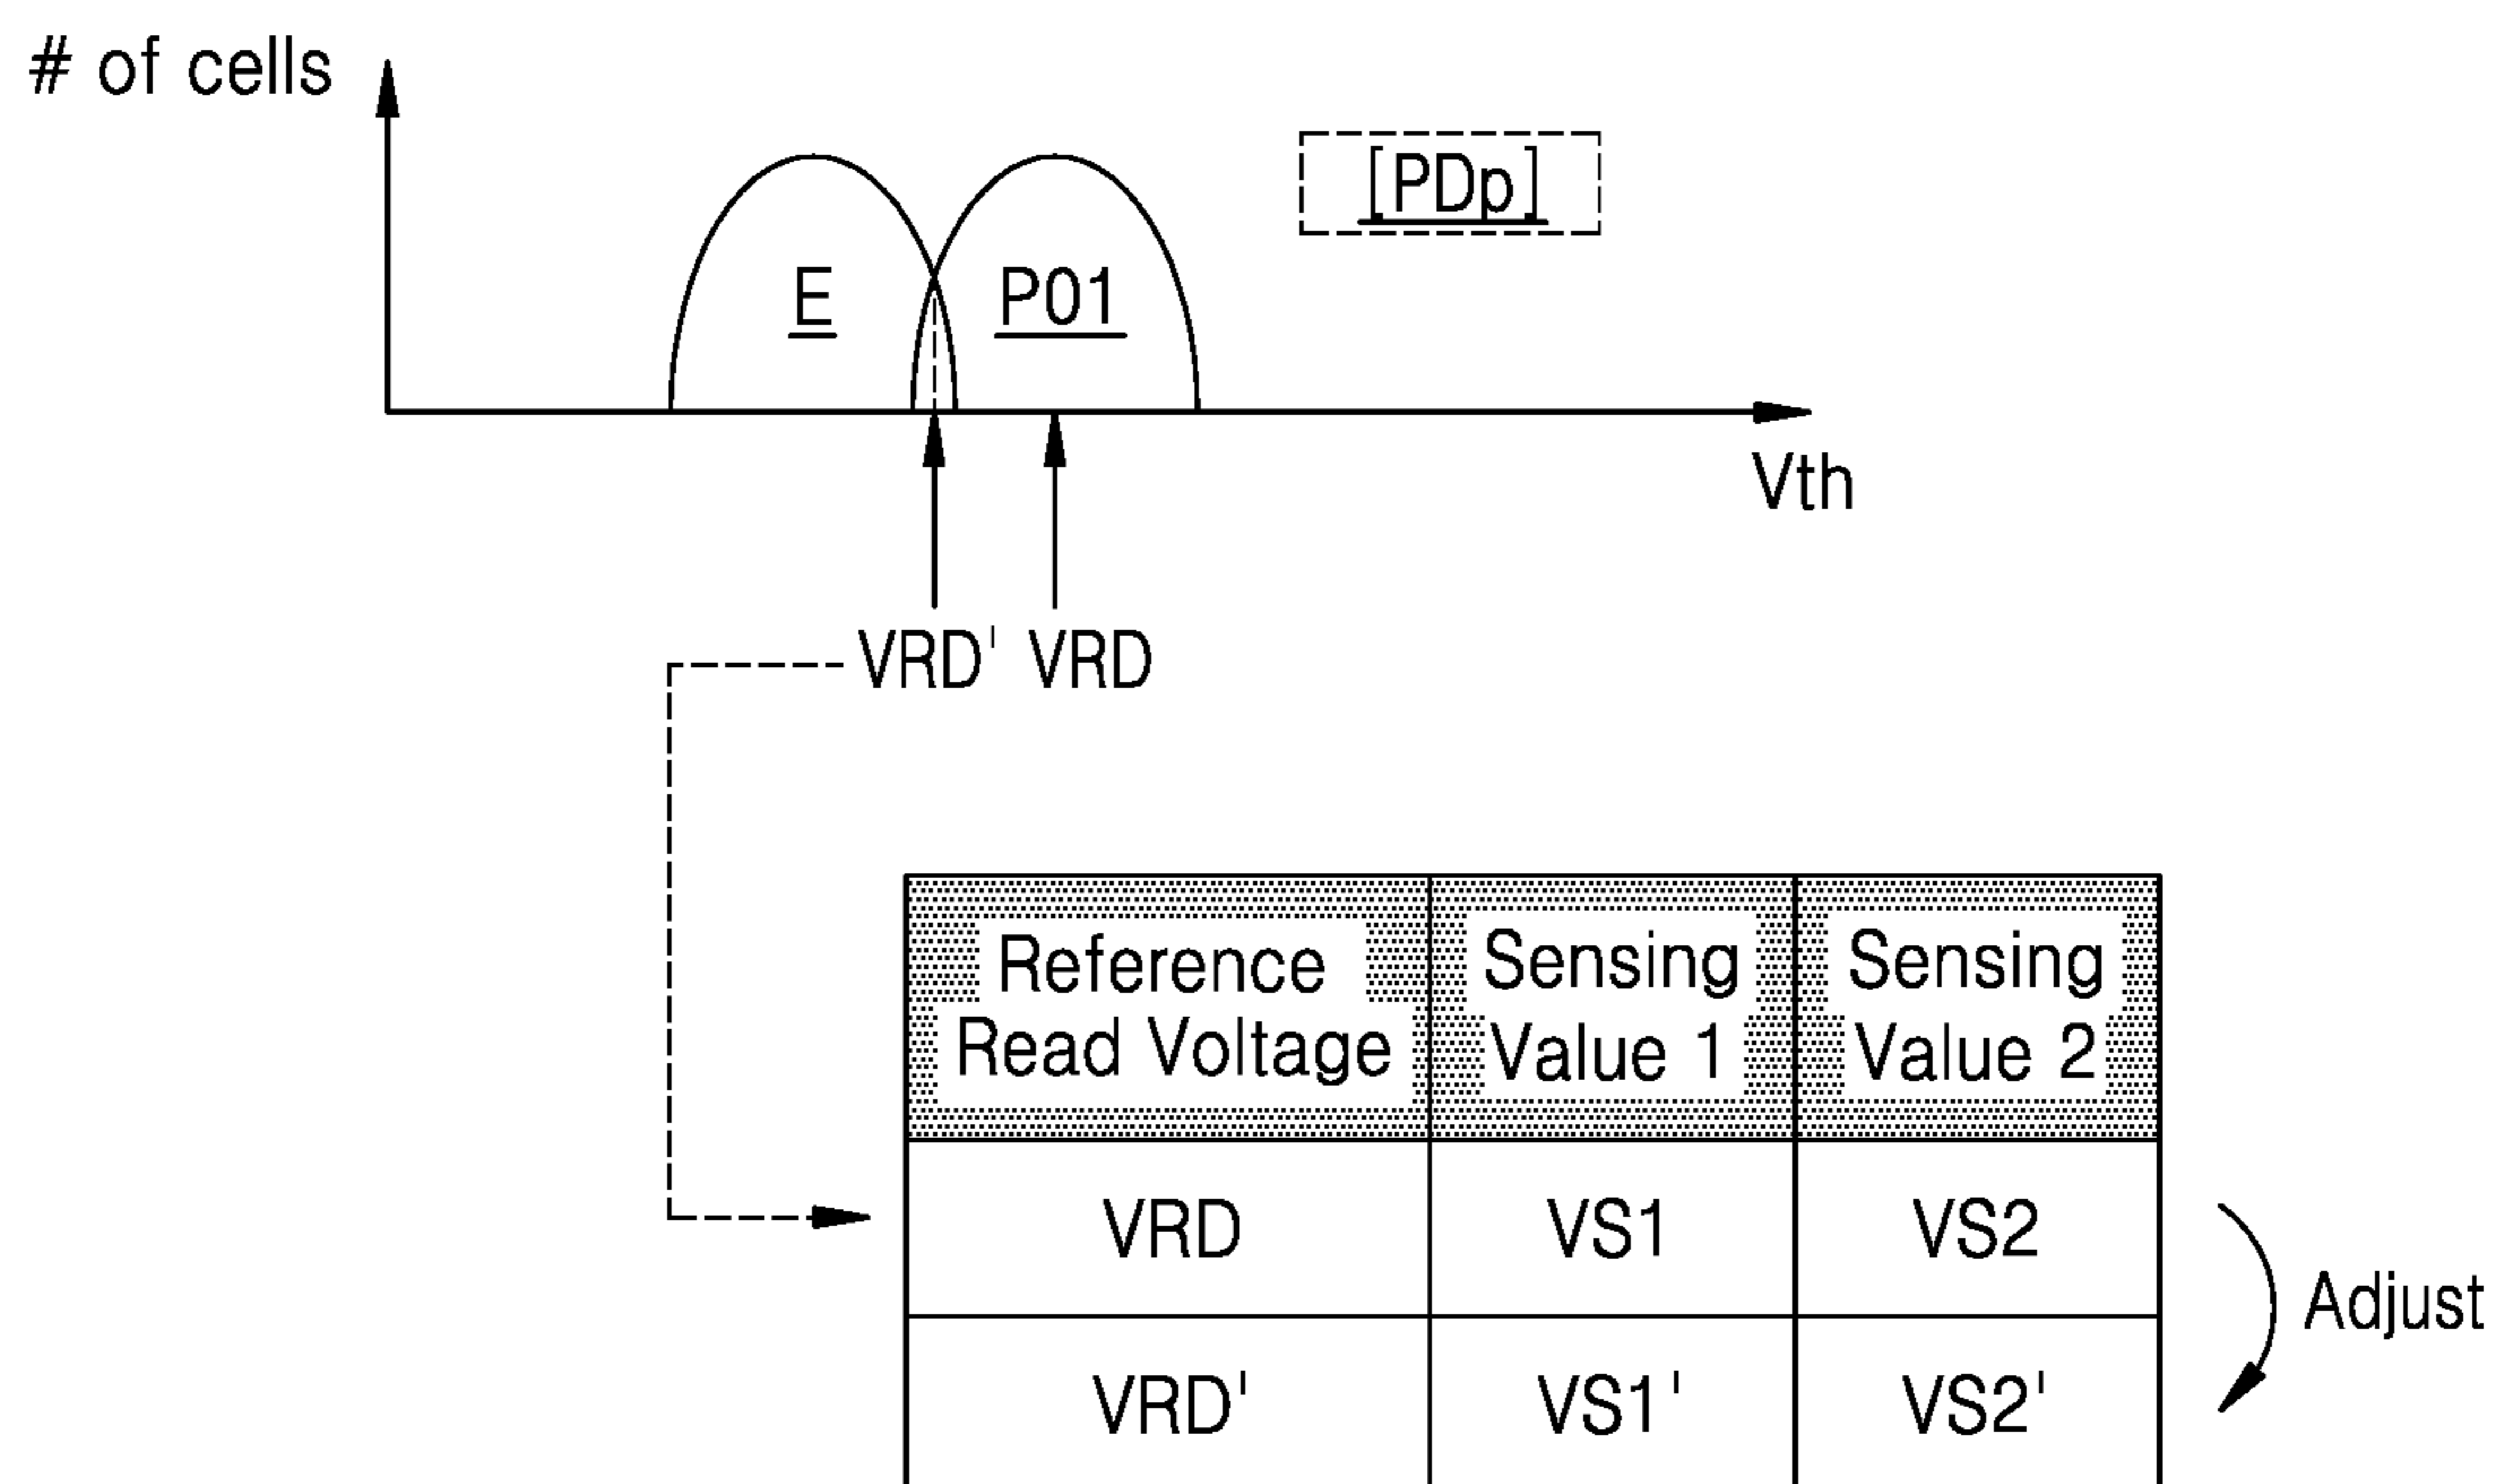 # of cells
[PDp]
E
P01
Vth
VRD' VRD
Reference Read Voltage
Sensing Value 1
Sensing Value 2
VRD VS1 VS2
Adjust
VRD' VS1' VS2'